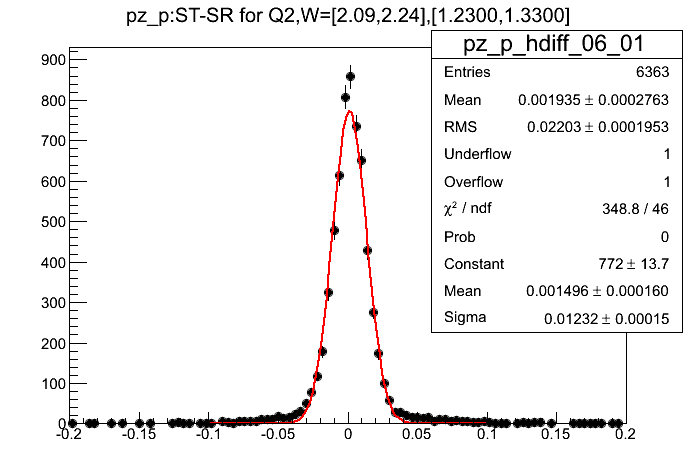 pz_p:ST-SR for Q2,W=[2.09,2.24],[1.2300,1.3300]
pz_p_hdiff_06_01
Entries 6363
Mean 0.001935 ± 0.0002763
RMS 0.02203 ± 0.0001953
Underflow 1
Overflow 1
χ² / ndf 348.8 / 46
Prob 0
Constant 772 ± 13.7
Mean 0.001496 ± 0.000160
Sigma 0.01232 ± 0.00015
900
800
700
600
500
400
300
200
100
0
-0.2 -0.15 -0.1 -0.05 0 0.05 0.1 0.15 0.2